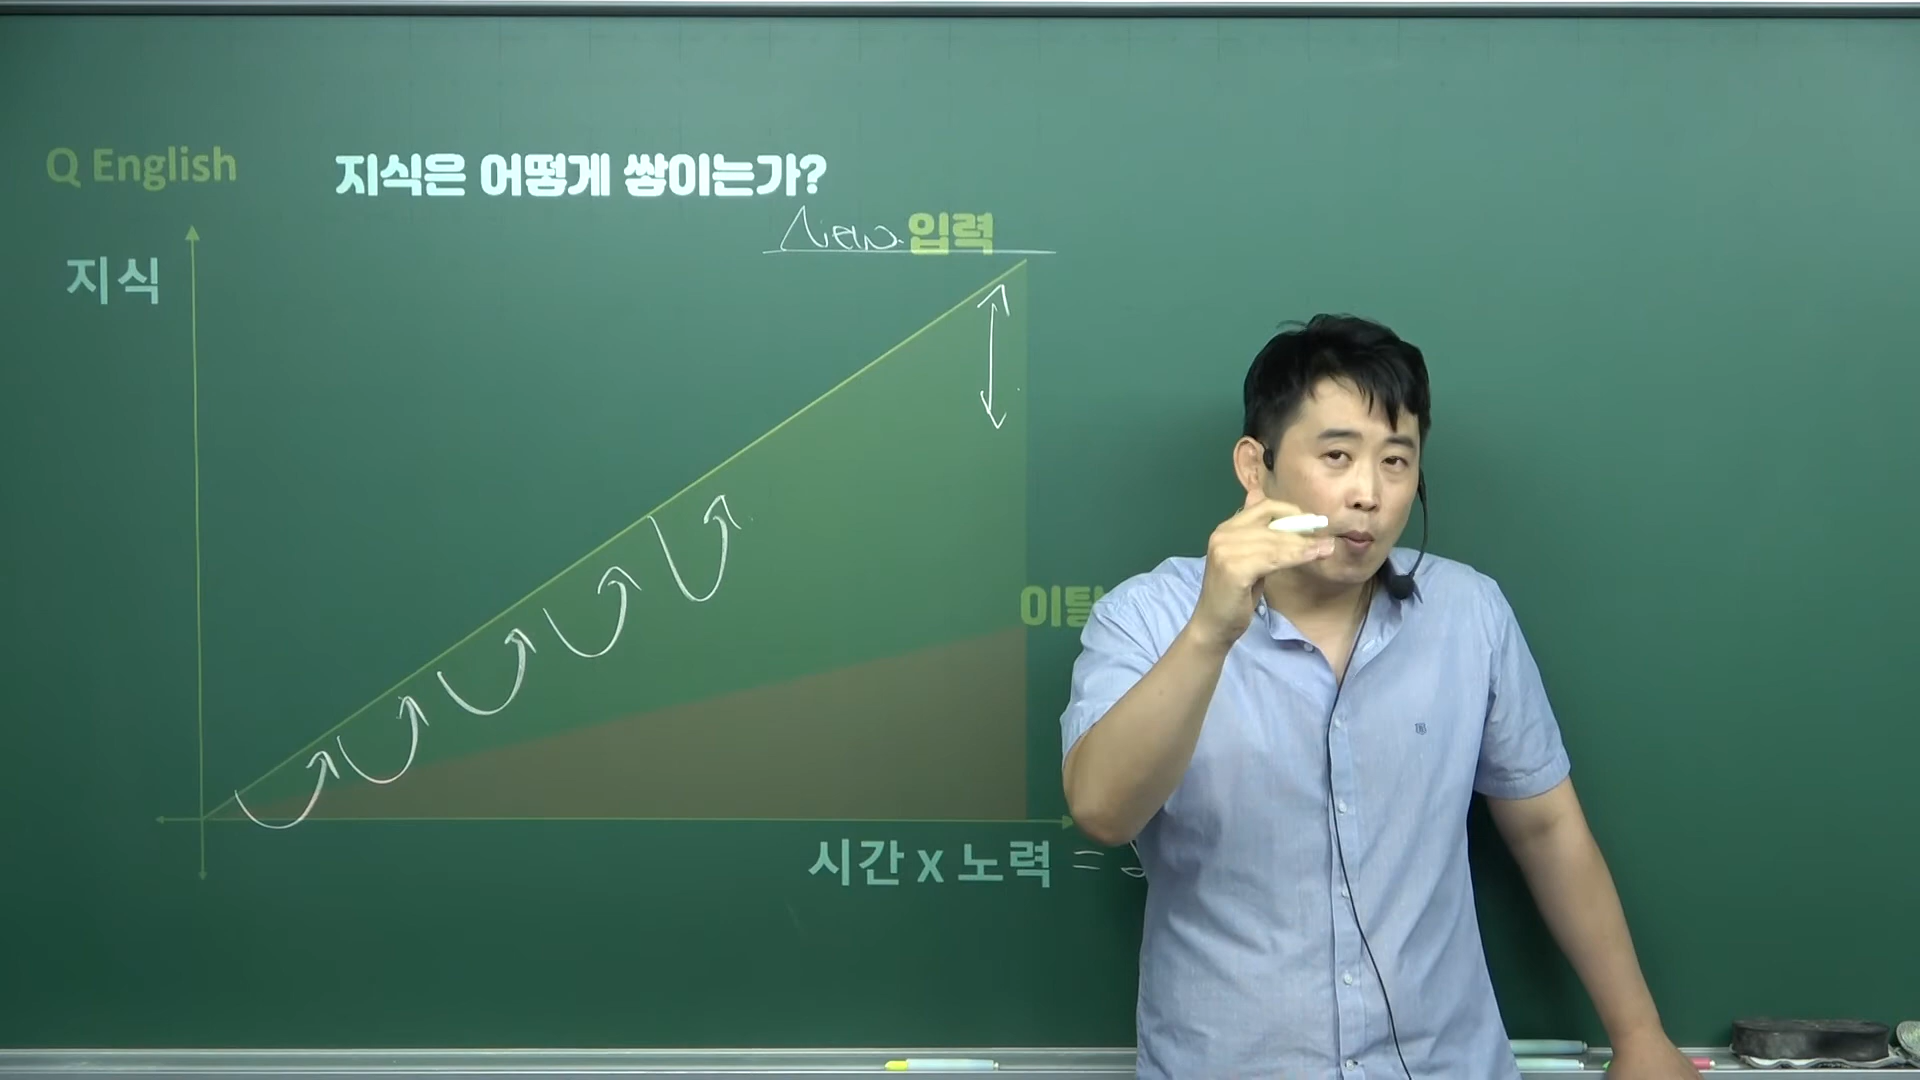 Q English
지식은 어떻게 쌓이는가?
New 입력
지식
이탈
시간 x 노력 =